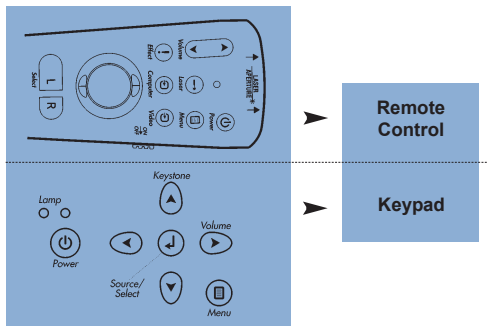 Volume
Effect
LASER
APERTURE
Laser
Computer
Select
L
R
Power
Menu
Video
ON
OFF
Remote
Control
Keystone
Lamp
Volume
Power
Source/
Select
Menu
Keypad